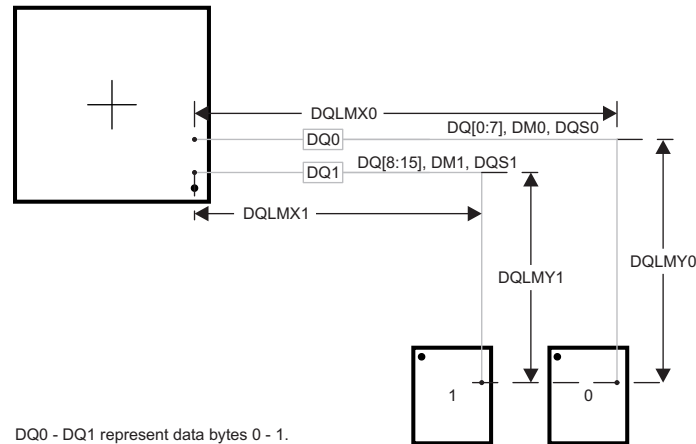 DQLMX0
DQ[0:7], DM0, DQS0
DQ0
DQ[8:15], DM1, DQS1
DQ1
DQLMX1
DQLMY0
DQLMY1
1
0
DQ0 - DQ1 represent data bytes 0 - 1.